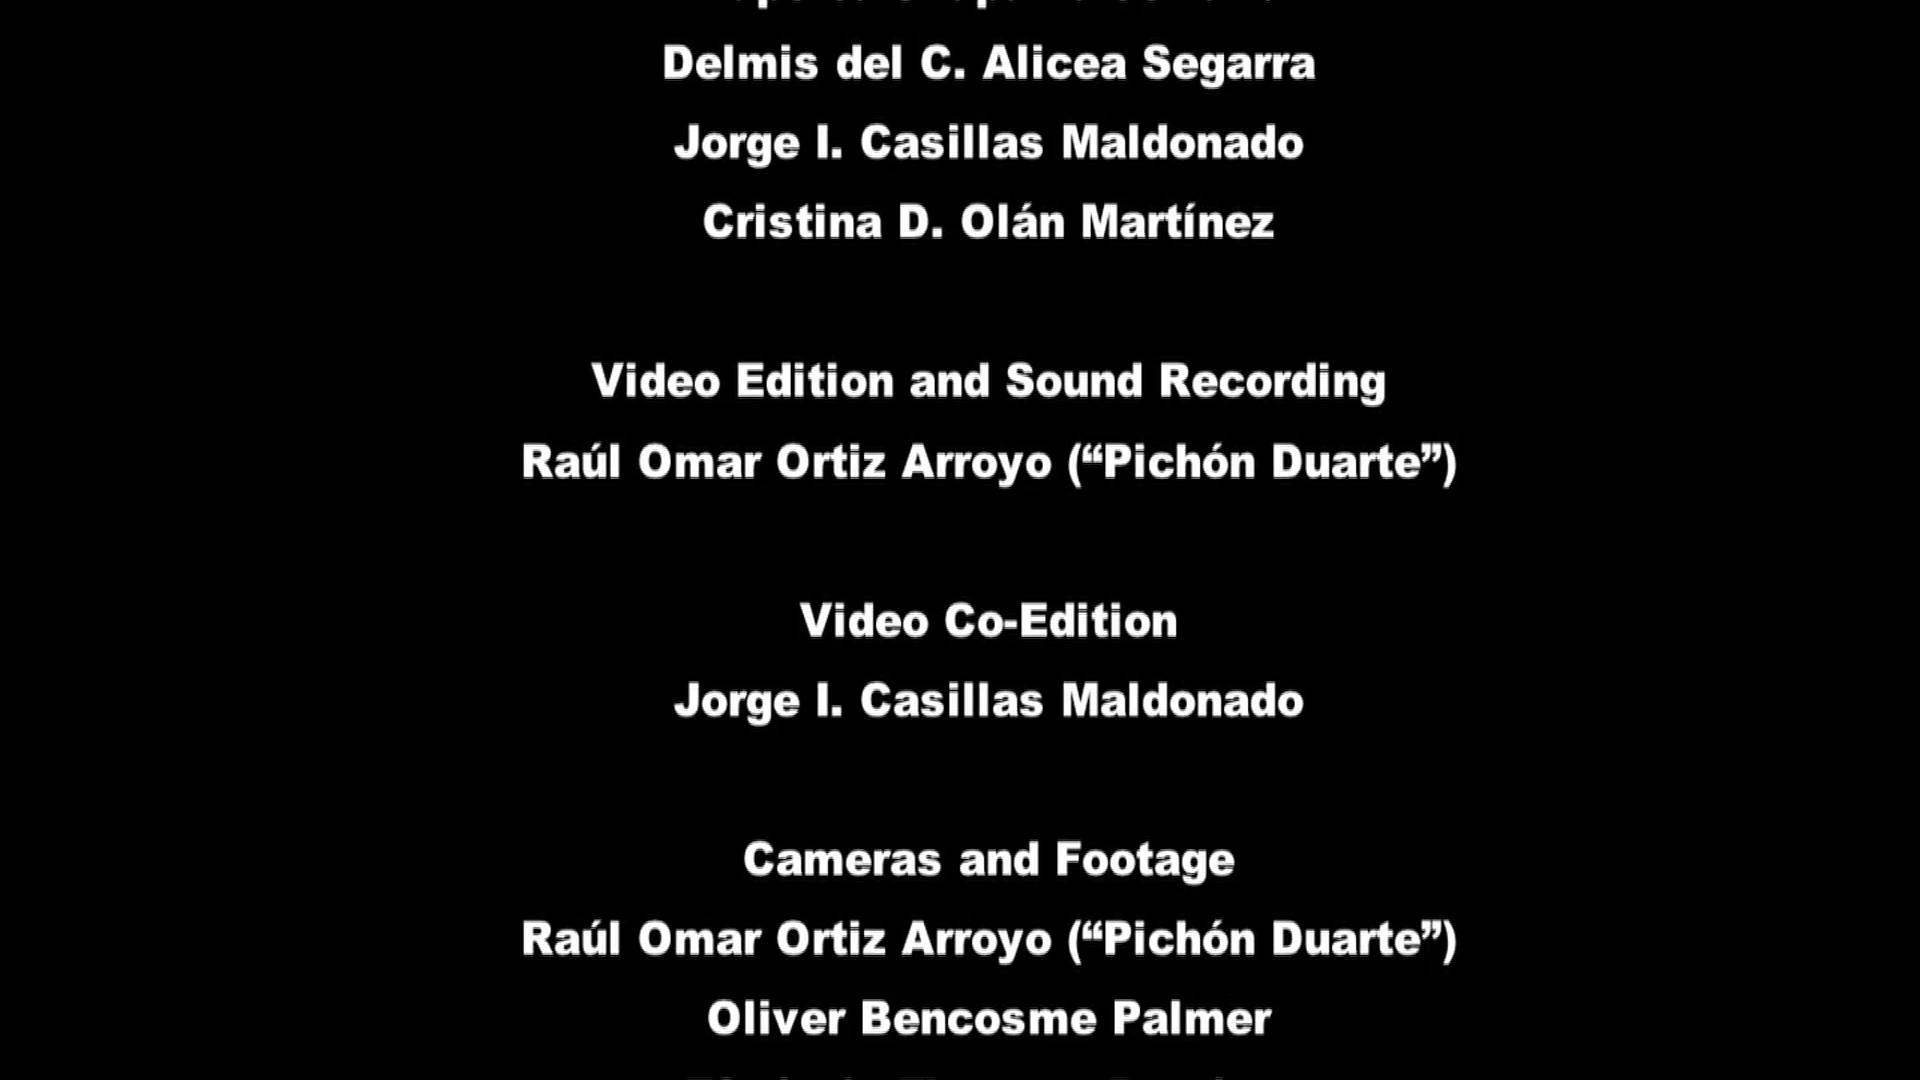 Delmis del C. Alicea Segarra
Jorge I. Casillas Maldonado
Cristina D. Olán Martínez
Video Edition and Sound Recording
Raúl Omar Ortiz Arroyo (“Pichón Duarte”)
Video Co-Edition
Jorge I. Casillas Maldonado
Cameras and Footage
Raúl Omar Ortiz Arroyo (“Pichón Duarte”)
Oliver Bencosme Palmer